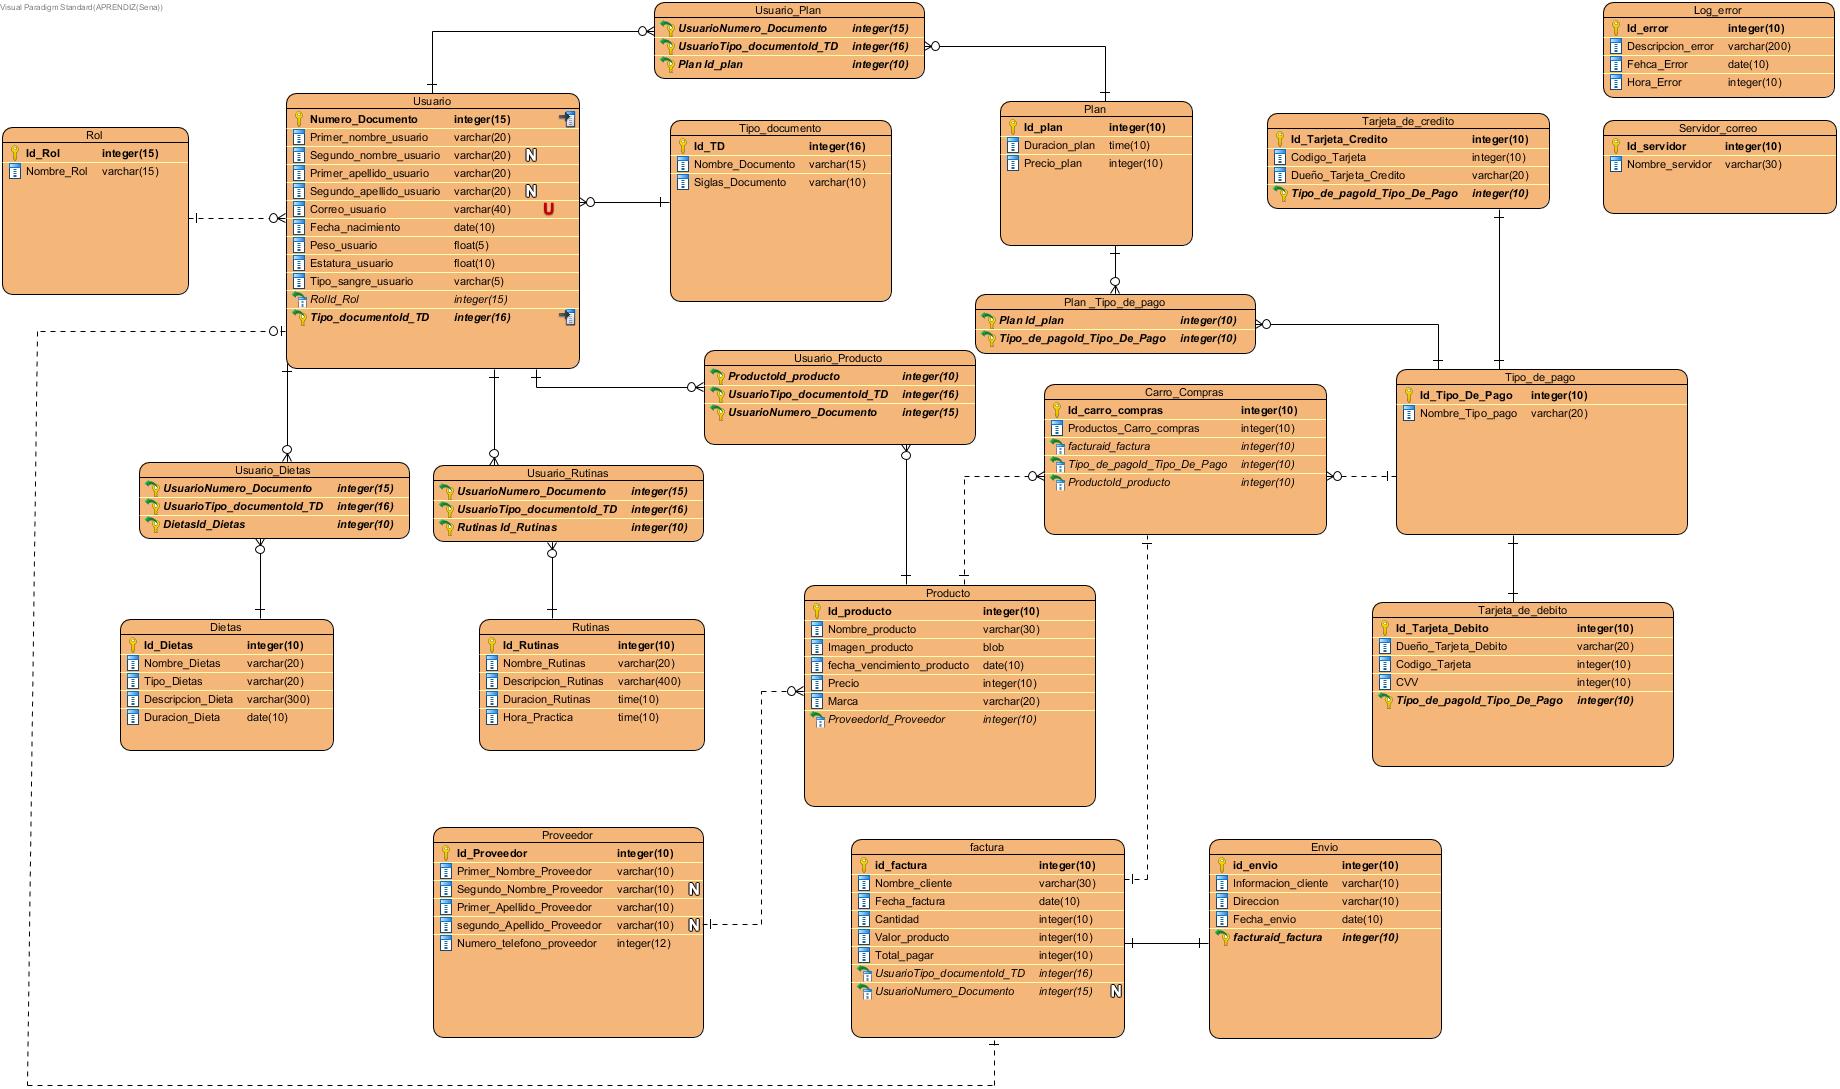 Visual Paradigm Standard(APRENDIZ(Sena))
Usuario_Plan
UsuarioNumero_Documento integer(15)
UsuarioTipo_documentoId_TD integer(16)
Plan Id_plan integer(10)
Log_error
Id_error integer(10)
Descripcion_error varchar(200)
Fehca_Error date(10)
Hora_Error integer(10)
Usuario
Numero_Documento integer(15)
Primer_nombre_usuario varchar(20)
Segundo_nombre_usuario varchar(20) N
Primer_apellido_usuario varchar(20)
Segundo_apellido_usuario varchar(20) N
Correo_usuario varchar(40) U
Fecha_nacimiento date(10)
Peso_usuario float(5)
Estatura_usuario float(10)
Tipo_sangre_usuario varchar(5)
RolId_Rol integer(15)
Tipo_documentoId_TD integer(16)
Rol
Id_Rol integer(15)
Nombre_Rol varchar(15)
Tipo_documento
Id_TD integer(16)
Nombre_Documento varchar(15)
Siglas_Documento varchar(10)
Plan
Id_plan integer(10)
Duracion_plan time(10)
Precio_plan integer(10)
Tarjeta_de_credito
Id_Tarjeta_Credito integer(10)
Codigo_Tarjeta integer(10)
Dueño_Tarjeta_Credito varchar(20)
Tipo_de_pagoId_Tipo_De_Pago integer(10)
Servidor_correo
Id_servidor integer(10)
Nombre_servidor varchar(30)
Plan _Tipo_de_pago
Plan Id_plan integer(10)
Tipo_de_pagoId_Tipo_De_Pago integer(10)
Usuario_Producto
ProductoId_producto integer(10)
UsuarioTipo_documentoId_TD integer(16)
UsuarioNumero_Documento integer(15)
Carro_Compras
Id_carro_compras integer(10)
Productos_Carro_compras integer(10)
facturaid_factura integer(10)
Tipo_de_pagoId_Tipo_De_Pago integer(10)
ProductoId_producto integer(10)
Tipo_de_pago
Id_Tipo_De_Pago integer(10)
Nombre_Tipo_pago varchar(20)
Usuario_Dietas
UsuarioNumero_Documento integer(15)
UsuarioTipo_documentoId_TD integer(16)
DietasId_Dietas integer(10)
Usuario_Rutinas
UsuarioNumero_Documento integer(15)
UsuarioTipo_documentoId_TD integer(16)
Rutinas Id_Rutinas integer(10)
Dietas
Id_Dietas integer(10)
Nombre_Dietas varchar(20)
Tipo_Dietas varchar(20)
Descripcion_Dieta varchar(300)
Duracion_Dieta date(10)
Rutinas
Id_Rutinas integer(10)
Nombre_Rutinas varchar(20)
Descripcion_Rutinas varchar(400)
Duracion_Rutinas time(10)
Hora_Practica time(10)
Producto
Id_producto integer(10)
Nombre_producto varchar(30)
Imagen_producto blob
fecha_vencimiento_producto date(10)
Precio integer(10)
Marca varchar(20)
ProveedorId_Proveedor integer(10)
Tarjeta_de_debito
Id_Tarjeta_Debito integer(10)
Dueño_Tarjeta_Debito varchar(20)
Codigo_Tarjeta integer(10)
CVV integer(10)
Tipo_de_pagoId_Tipo_De_Pago integer(10)
Proveedor
Id_Proveedor integer(10)
Primer_Nombre_Proveedor varchar(10)
Segundo_Nombre_Proveedor varchar(10) N
Primer_Apellido_Proveedor varchar(10)
segundo_Apellido_Proveedor varchar(10) N
Numero_telefono_proveedor integer(12)
factura
id_factura integer(10)
Nombre_cliente varchar(30)
Fecha_factura date(10)
Cantidad integer(10)
Valor_producto integer(10)
Total_pagar integer(10)
UsuarioTipo_documentoId_TD integer(16)
UsuarioNumero_Documento integer(15) N
Envio
id_envio integer(10)
Informacion_cliente varchar(10)
Direccion varchar(10)
Fecha_envio date(10)
facturaid_factura integer(10)